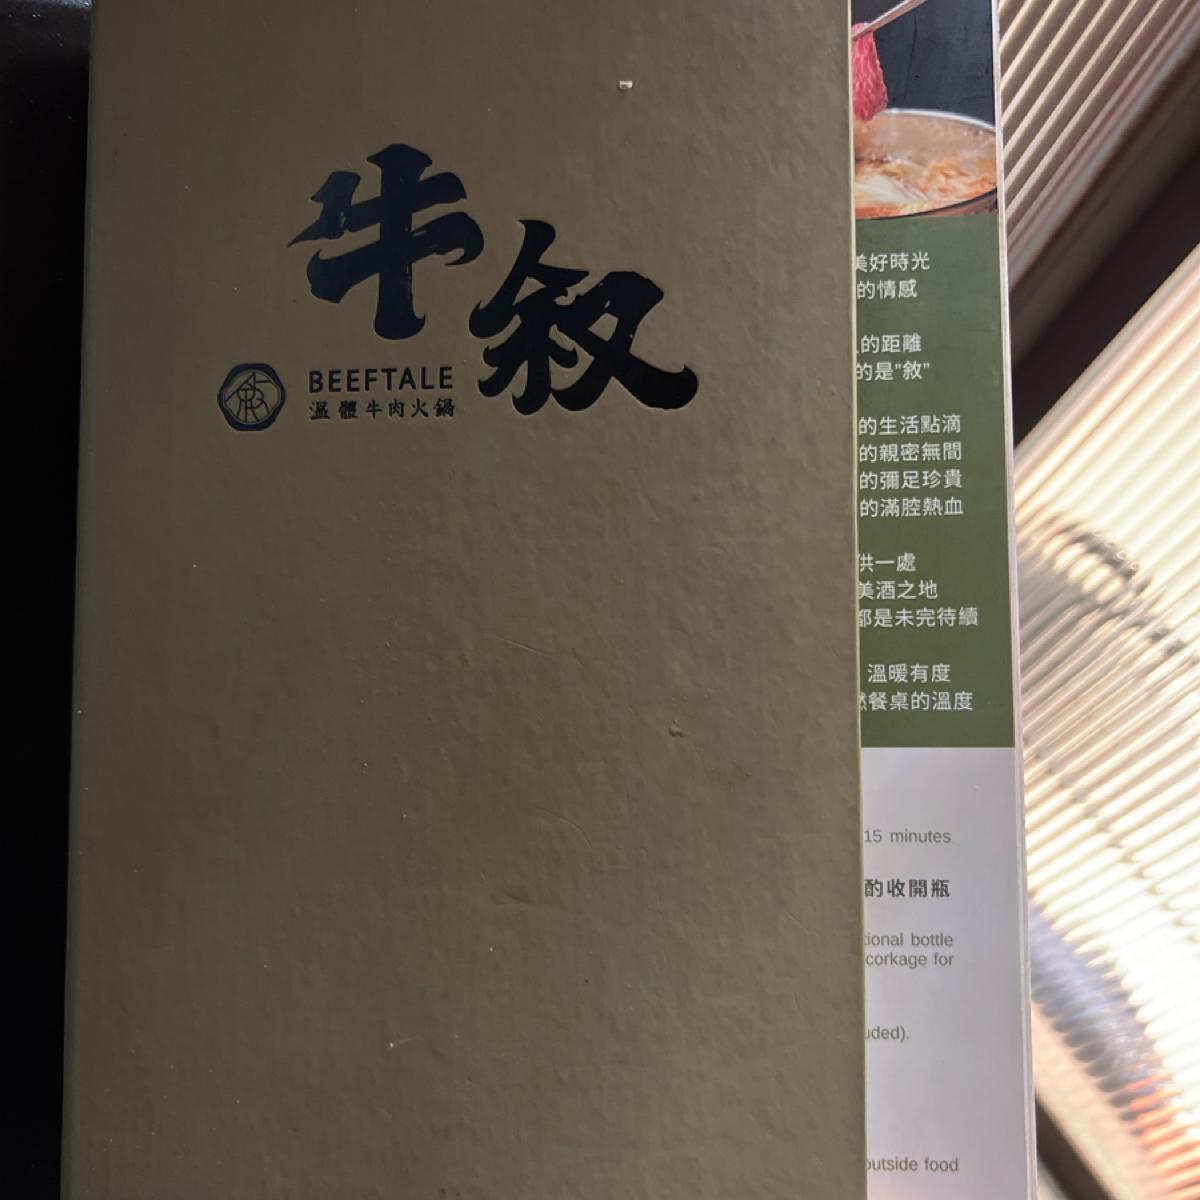 牛敘
BEEFTALE
溫體牛肉火鍋
美好時光
的情感
的距離
的是"敘"
的生活點滴
的親密無間
的彌足珍貴
的滿腔熱血
供一處
美酒之地
都是未完待續
溫暖有度
燃餐桌的溫度
15 minutes
酌收開瓶
tional bottle
corkage for
uded).
outside food